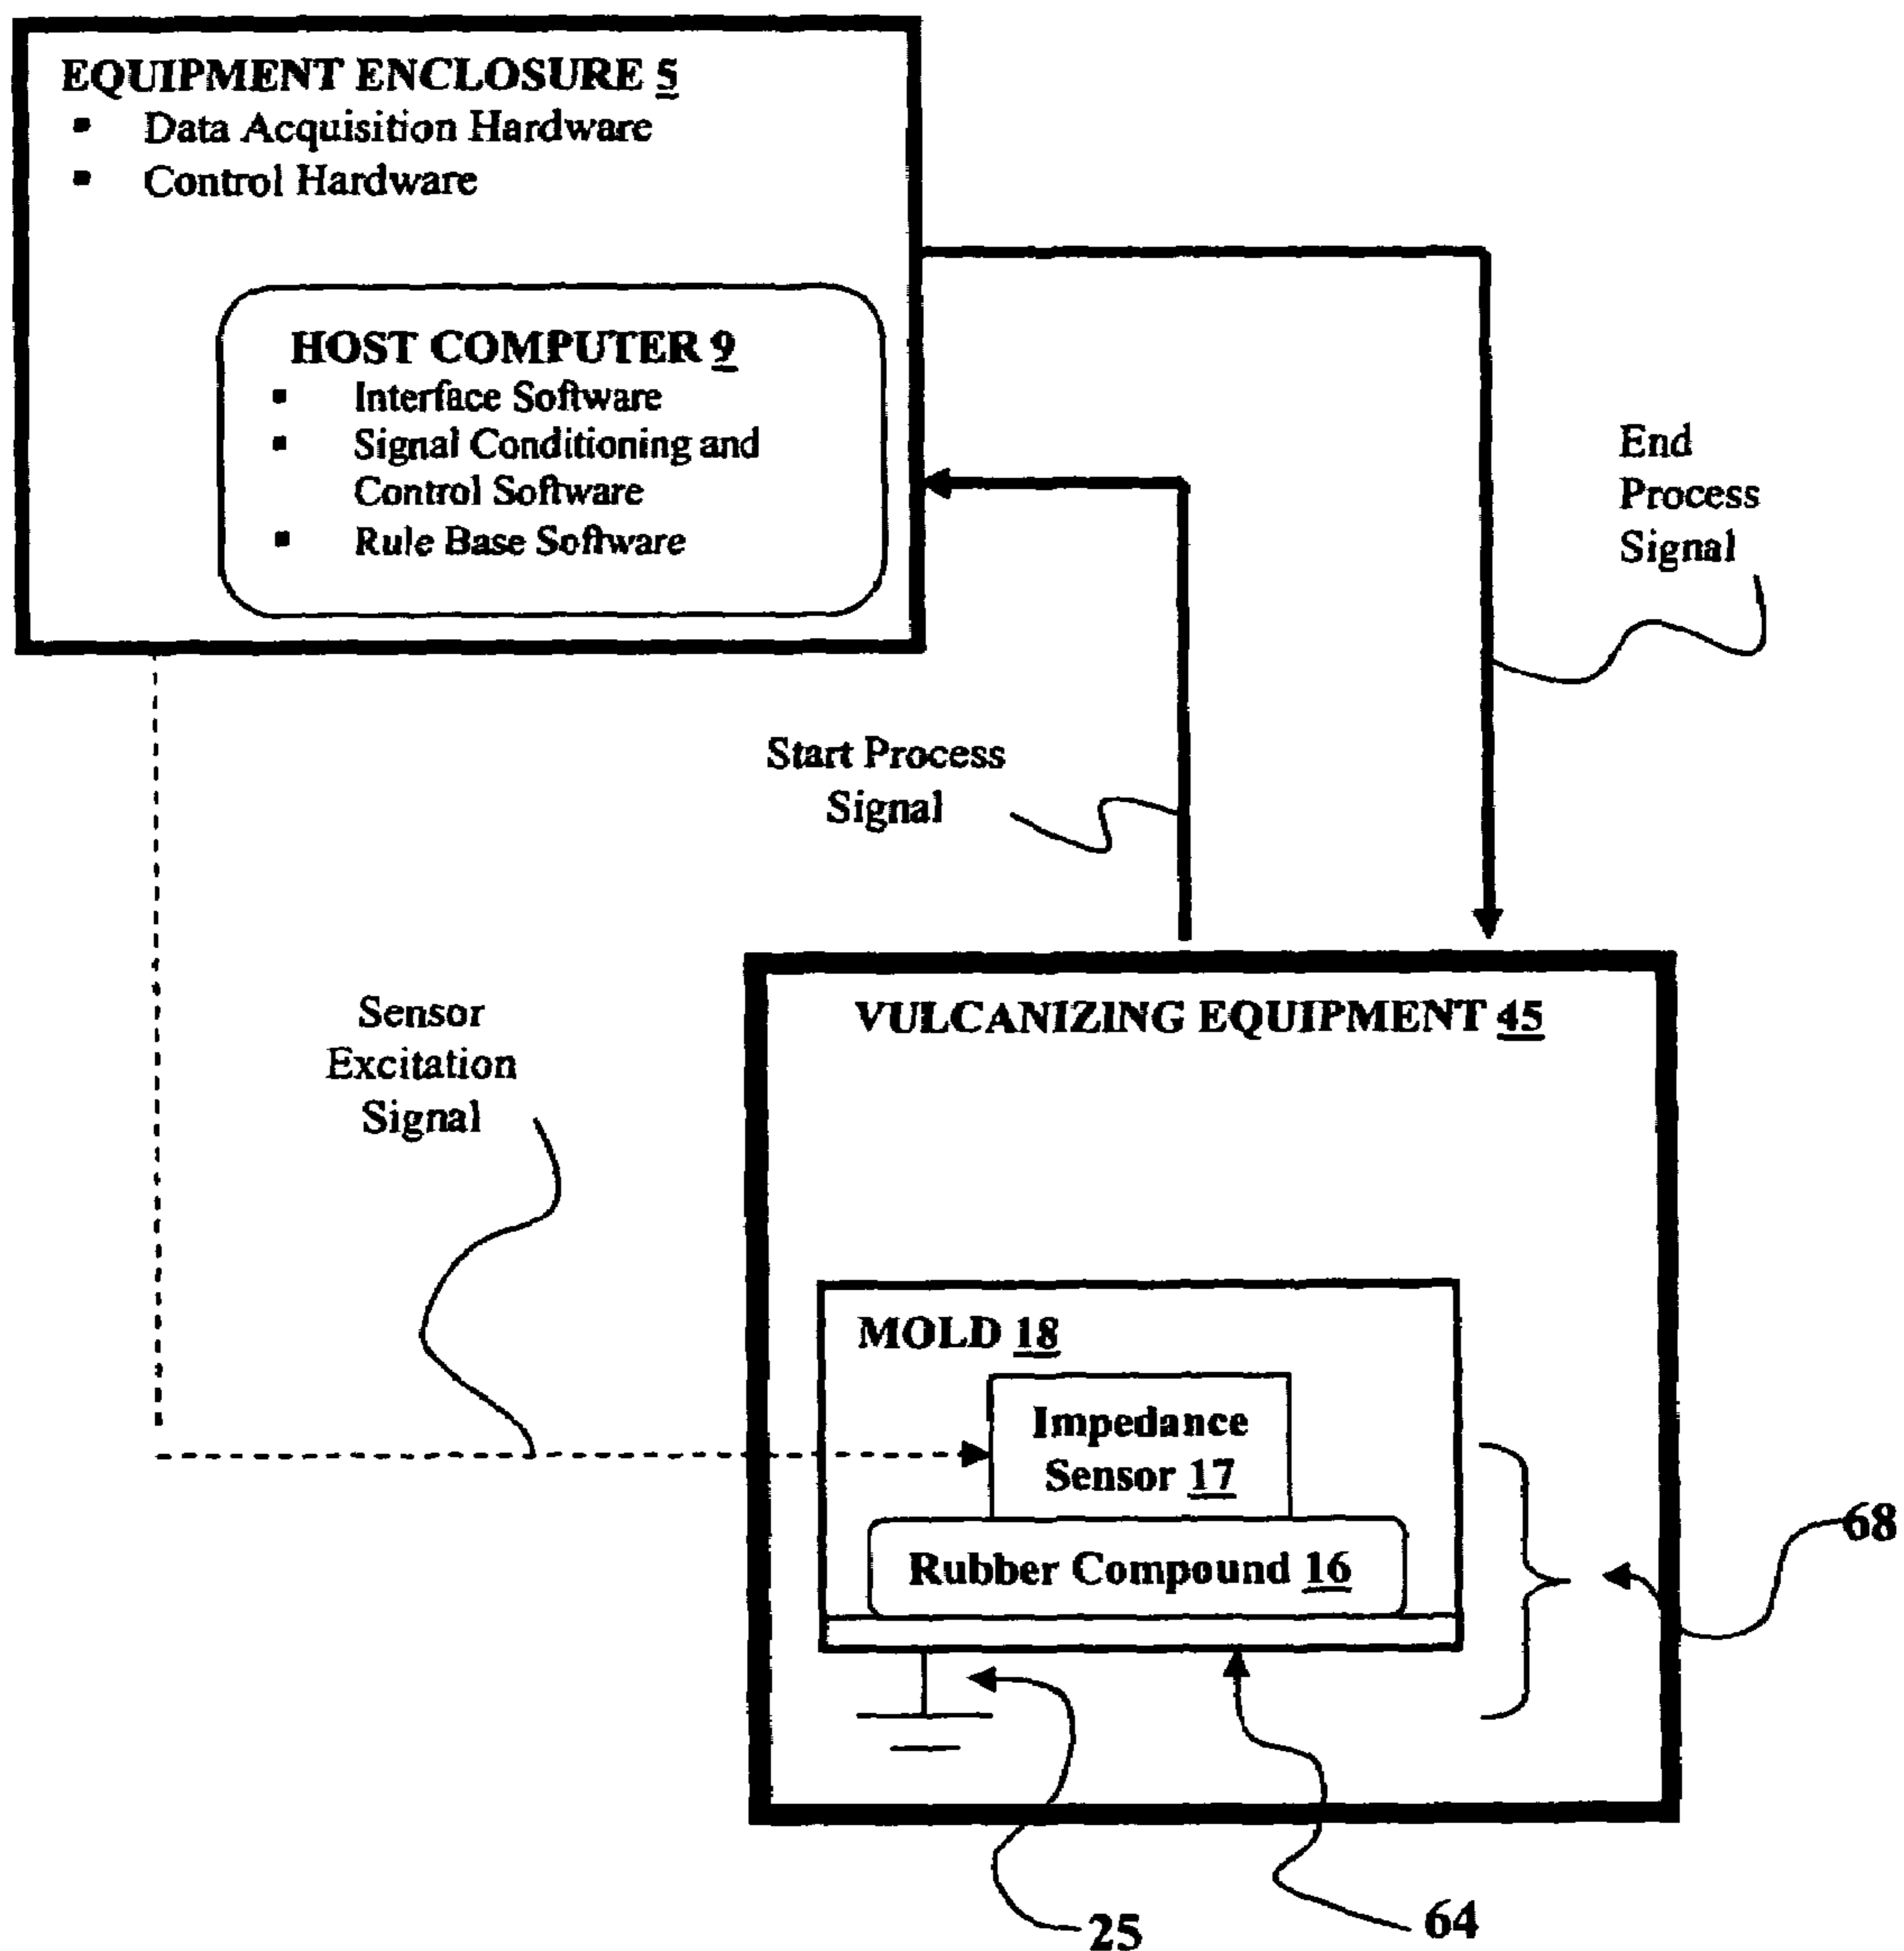 EQUIPMENT ENCLOSURE 5
▪ Data Acquisition Hardware
▪ Control Hardware
HOST COMPUTER 9
▪ Interface Software
▪ Signal Conditioning and
Control Software
▪ Rule Base Software
End
Process
Signal
Start Process
Signal
Sensor
Excitation
Signal
VULCANIZING EQUIPMENT 45
MOLD 18
Impedance
Sensor 17
Rubber Compound 16
68
25
64